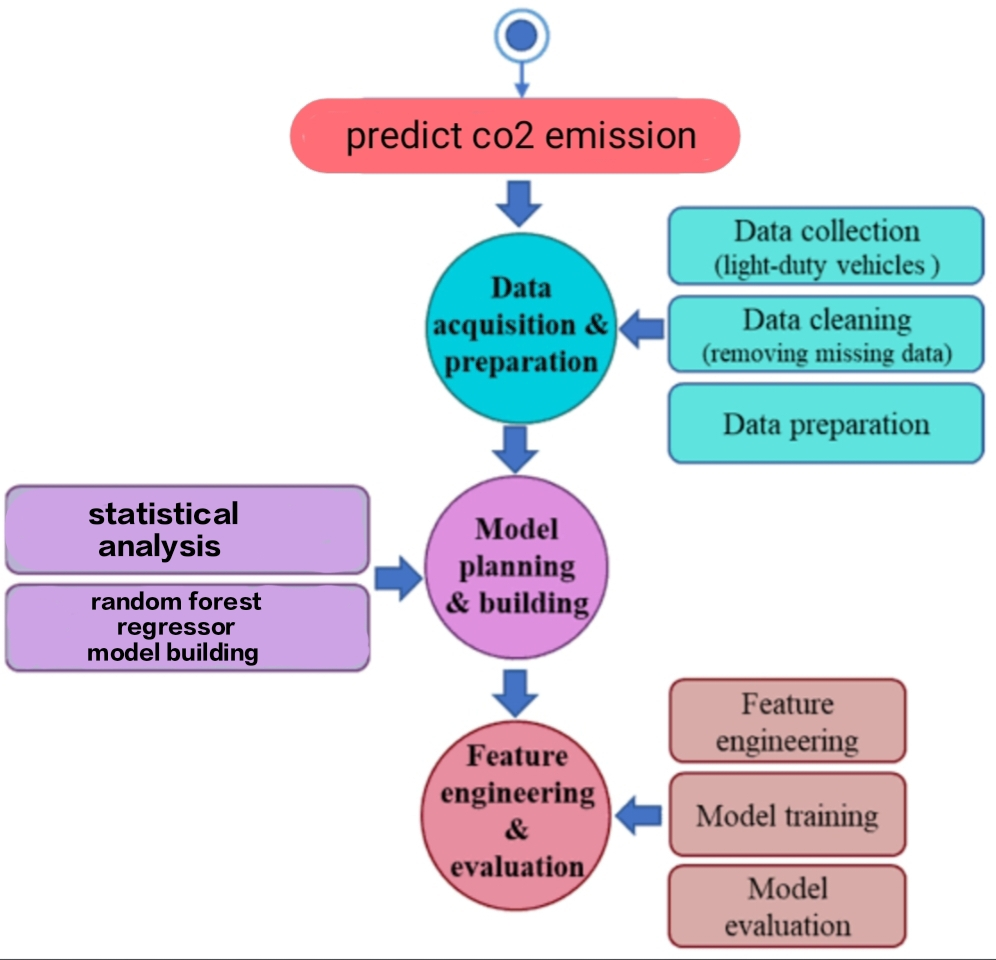 predict co2 emission
Data
acquisition &
preparation
Data collection
(light-duty vehicles )
Data cleaning
(removing missing data)
Data preparation
statistical
analysis
random forest
regressor
model building
Model
planning
& building
Feature
engineering
&
evaluation
Feature
engineering
Model training
Model
evaluation